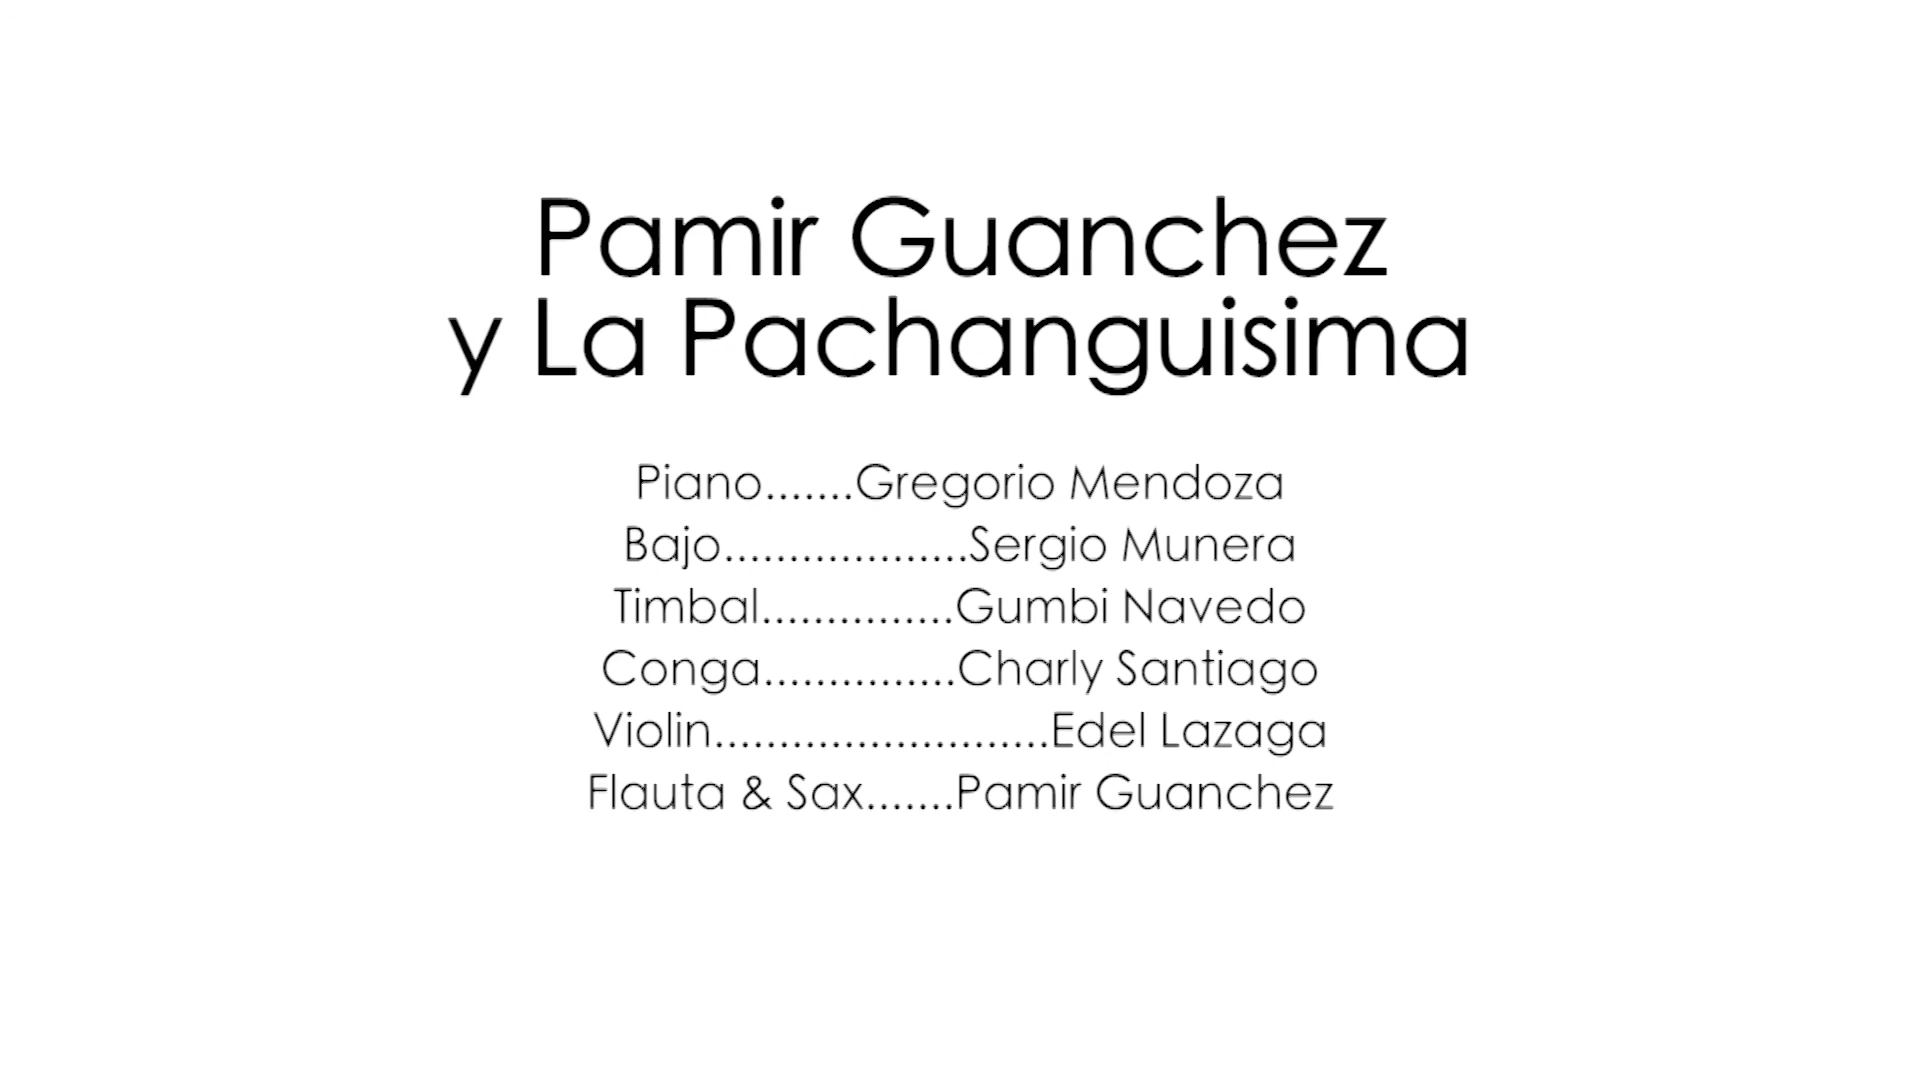 Pamir Guanchez
y La Pachanguisima
Piano.......Gregorio Mendoza
Bajo...................Sergio Munera
Timbal...............Gumbi Navedo
Conga...............Charly Santiago
Violin..........................Edel Lazaga
Flauta & Sax.......Pamir Guanchez